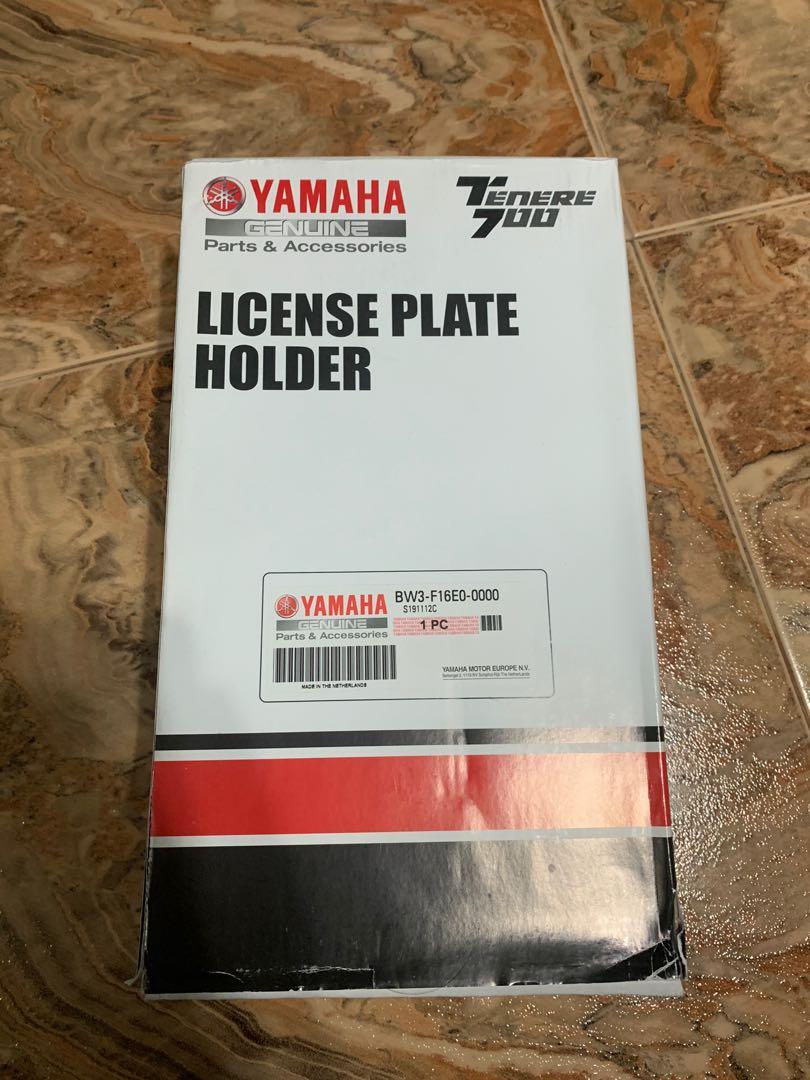 YAMAHA
GENUINE
Parts & Accessories
TÉNÉRÉ
700
LICENSE PLATE
HOLDER
YAMAHA
GENUINE
Parts & Accessories
BW3-F16E0-0000
S191112C
1 PC
MADE IN THE NETHERLANDS
YAMAHA MOTOR EUROPE N.V.